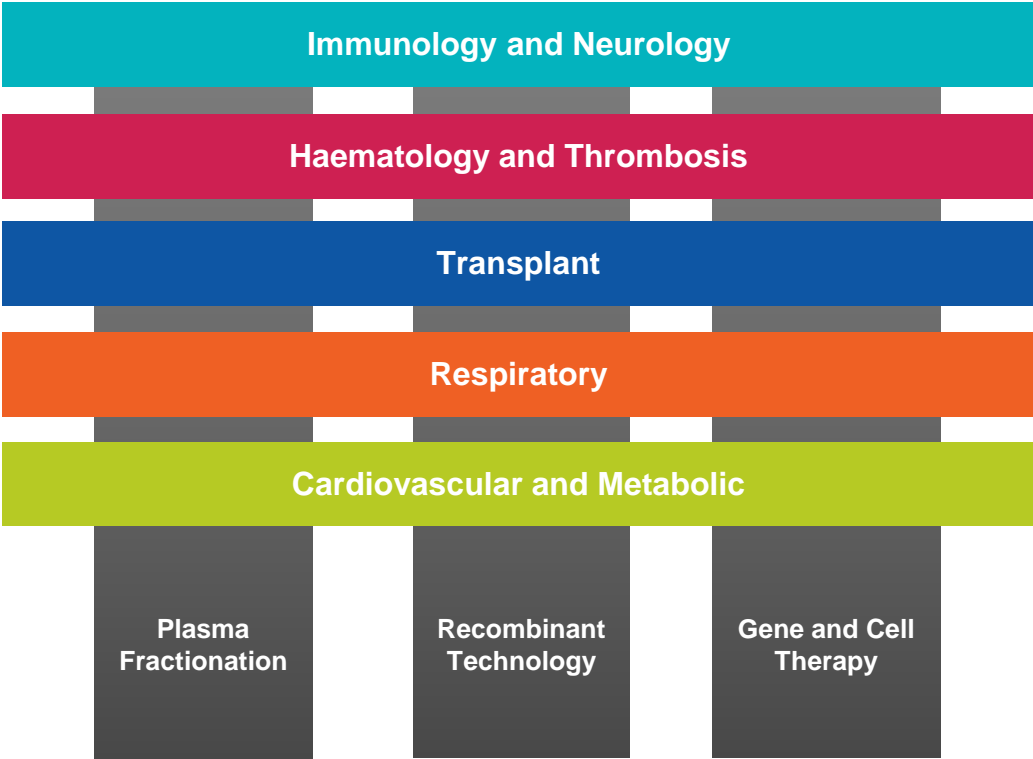 Immunology and Neurology
Haematology and Thrombosis
Transplant
Respiratory
Cardiovascular and Metabolic
Plasma
Fractionation
Recombinant
Technology
Gene and Cell
Therapy